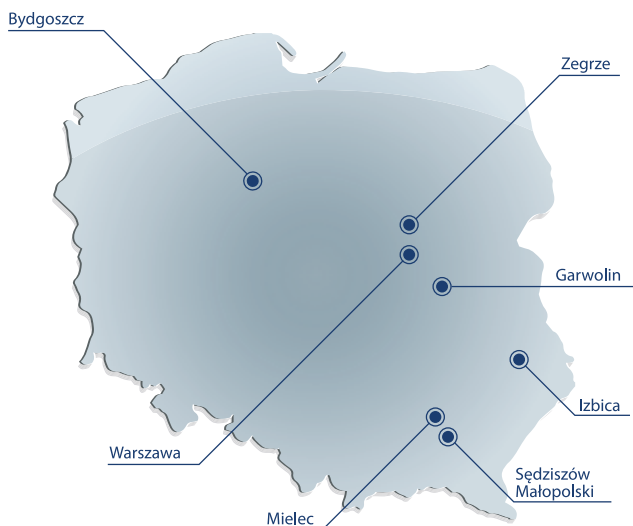 Bydgoszcz
Zegrze
Garwolin
Izbica
Warszawa
Sędziszów
Małopolski
Mielec